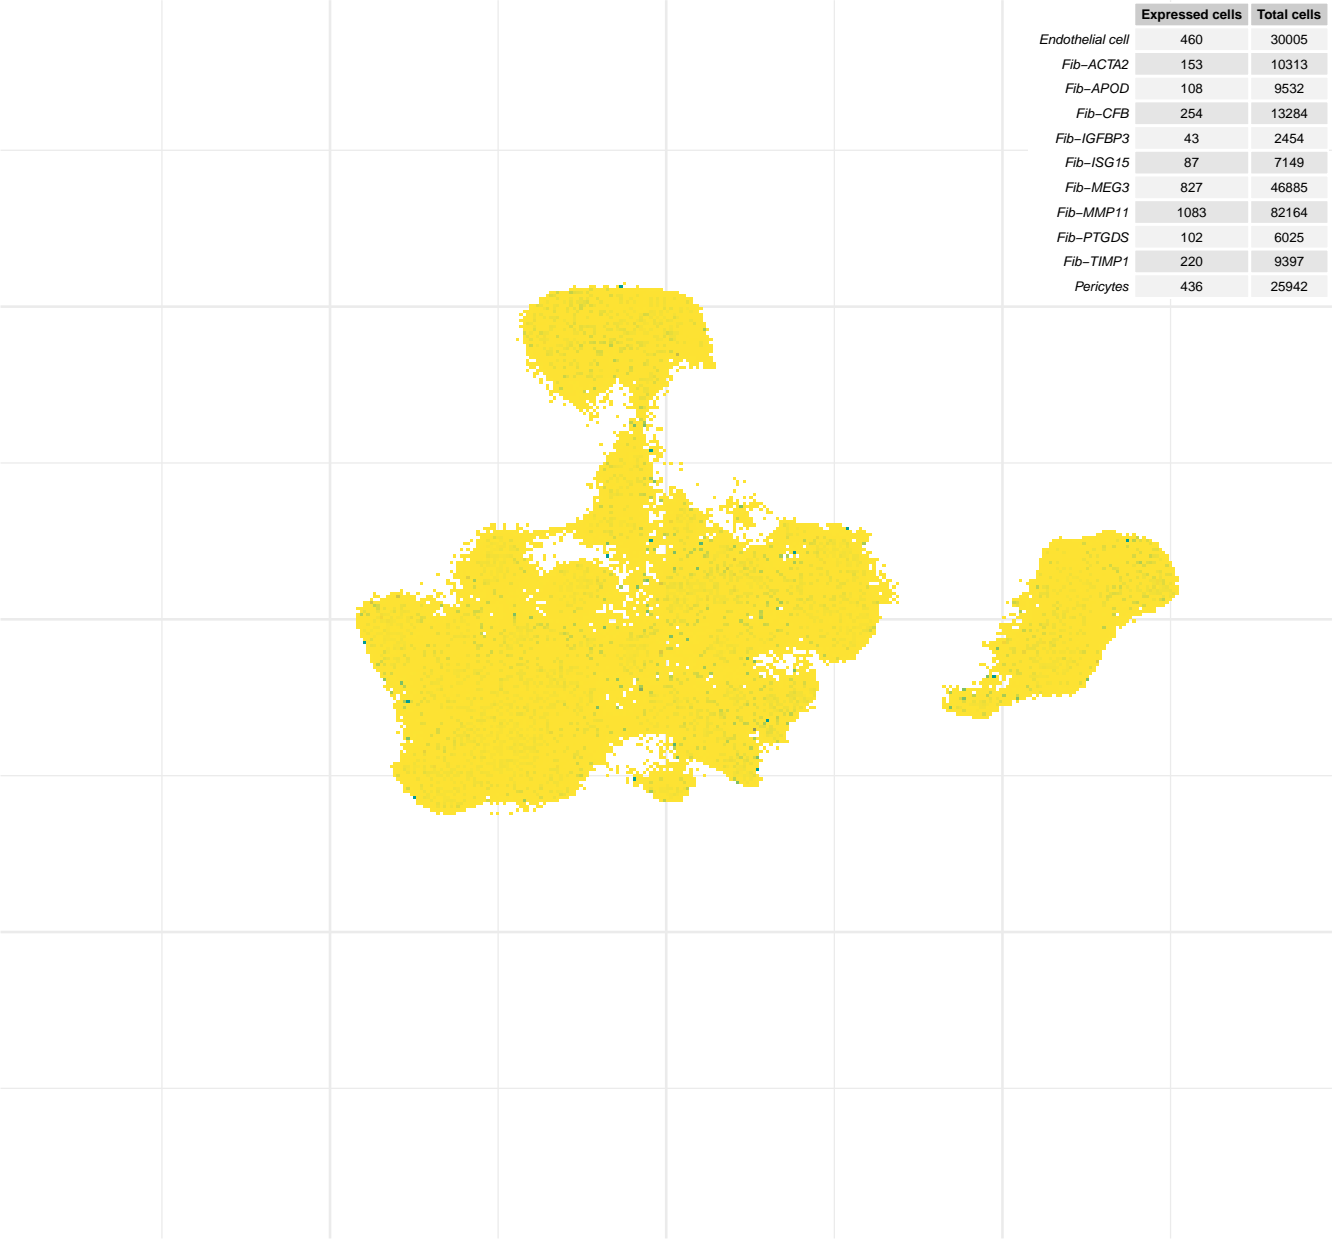 Expressed cells Total cells
Endothelial cell 460 30005
Fib−ACTA2 153 10313
Fib−APOD 108 9532
Fib−CFB 254 13284
Fib−IGFBP3 43 2454
Fib−ISG15 87 7149
Fib−MEG3 827 46885
Fib−MMP11 1083 82164
Fib−PTGDS 102 6025
Fib−TIMP1 220 9397
Pericytes 436 25942